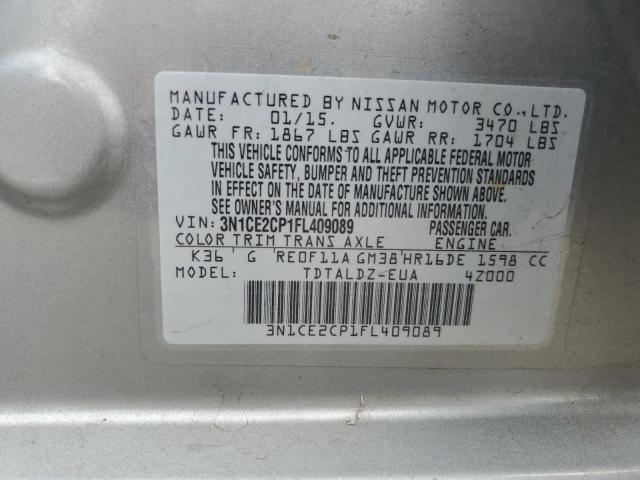 MANUFACTURED BY NISSAN MOTOR CO.,LTD.
DATE: 01/15. GVWR: 3470 LBS
GAWR FR: 1867 LBS GAWR RR: 1704 LBS
THIS VEHICLE CONFORMS TO ALL APPLICABLE FEDERAL MOTOR
VEHICLE SAFETY, BUMPER AND THEFT PREVENTION STANDARDS
IN EFFECT ON THE DATE OF MANUFACTURE SHOWN ABOVE.
SEE OWNER'S MANUAL FOR ADDITIONAL INFORMATION.
VIN: 3N1CE2CP1FL409089 PASSENGER CAR.
COLOR TRIM TRANS AXLE ENGINE
K36 ' G 'RE0F11A GM38'HR16DE 1598 CC
MODEL: TDTALDZ-EUA 4Z000
3N1CE2CP1FL409089